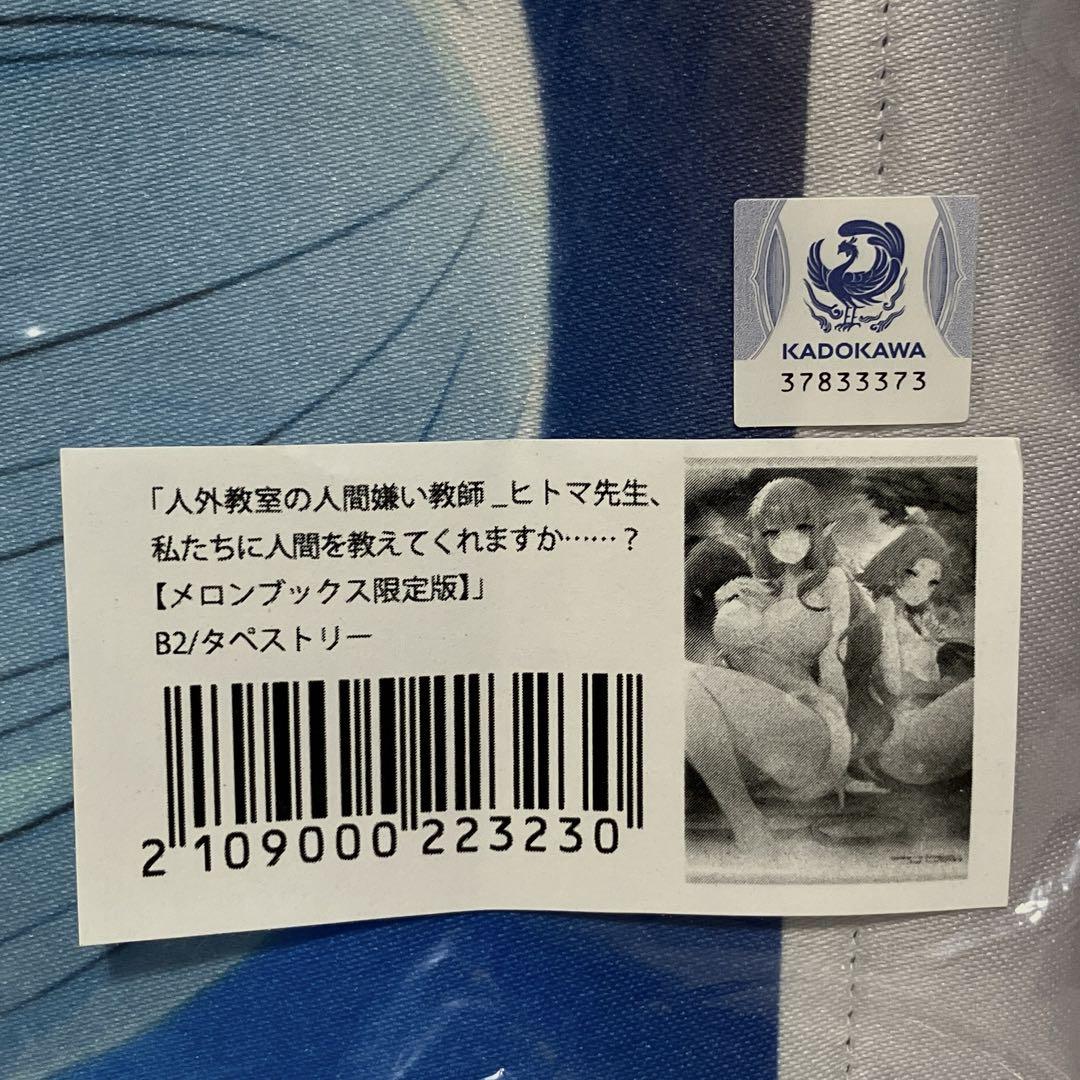 KADOKAWA
37833373
「人外教室の人間嫌い教師_ヒトマ先生、
私たちに人間を教えてくれますか……？
【メロンブックス限定版】」
B2/タペストリー
2 109000 223230